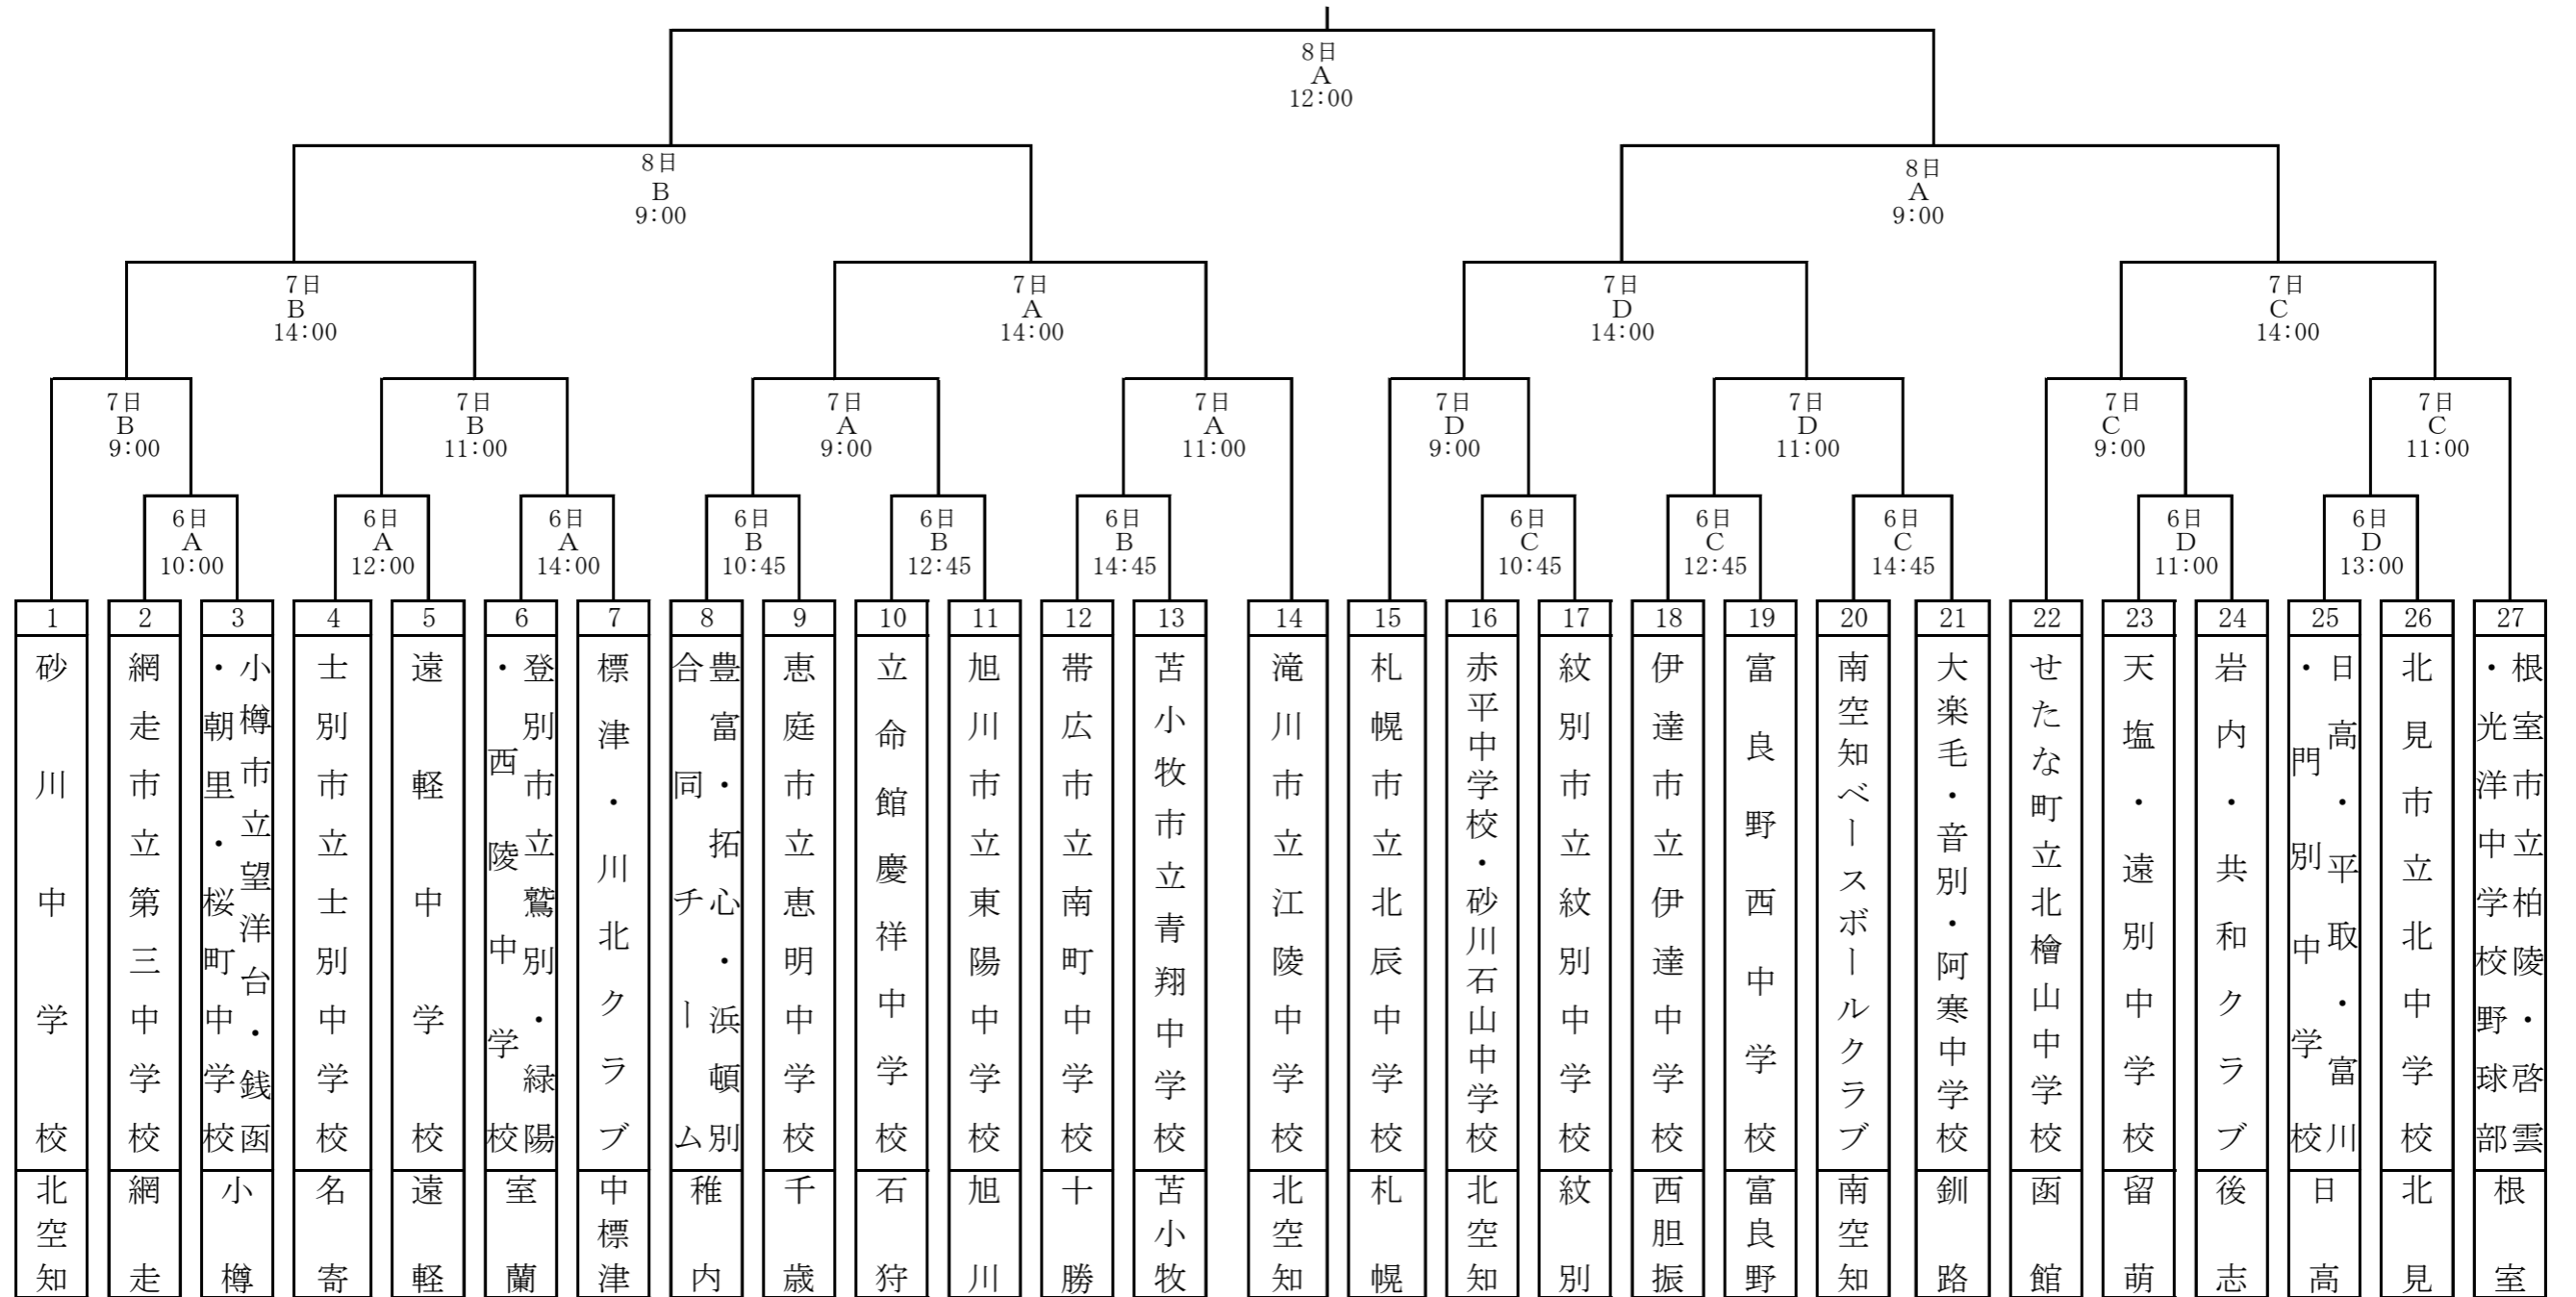 8日
A
12:00
8日
B
9:00
8日
A
9:00
7日
B
14:00
7日
A
14:00
7日
D
14:00
7日
C
14:00
7日
B
9:00
7日
B
11:00
7日
A
9:00
7日
A
11:00
7日
D
9:00
7日
D
11:00
7日
C
9:00
7日
C
11:00
6日
A
10:00
6日
A
12:00
6日
A
14:00
6日
B
10:45
6日
B
12:45
6日
B
14:45
6日
C
10:45
6日
C
12:45
6日
C
14:45
6日
D
11:00
6日
D
13:00
1
砂川中学校
北空知
2
網走市立第三中学校
網走
3
小樽市立望洋台・銭函
・朝里・桜町中学校
小樽
4
士別市立士別中学校
名寄
5
遠軽中学校
遠軽
6
登別市立鷲別・緑陽
・西陵中学校
室蘭
7
標津・川北クラブ
中標津
8
豊富・拓心・浜頓別
合同チーム
稚内
9
恵庭市立恵明中学校
千歳
10
立命館慶祥中学校
石狩
11
旭川市立東陽中学校
旭川
12
帯広市立南町中学校
十勝
13
苫小牧市立青翔中学校
苫小牧
14
滝川市立江陵中学校
北空知
15
札幌市立北辰中学校
札幌
16
赤平中学校・砂川石山中学校
北空知
17
紋別市立紋別中学校
紋別
18
伊達市立伊達中学校
西胆振
19
富良野西中学校
富良野
20
南空知ベースボールクラブ
南空知
21
大楽毛・音別・阿寒中学校
釧路
22
せたな町立北檜山中学校
函館
23
天塩・遠別中学校
留萌
24
岩内・共和クラブ
後志
25
日高・平取・富川
・門別中学校
日高
26
北見市立北中学校
北見
27
根室市立柏陵・啓雲
・光洋中学校野球部
根室